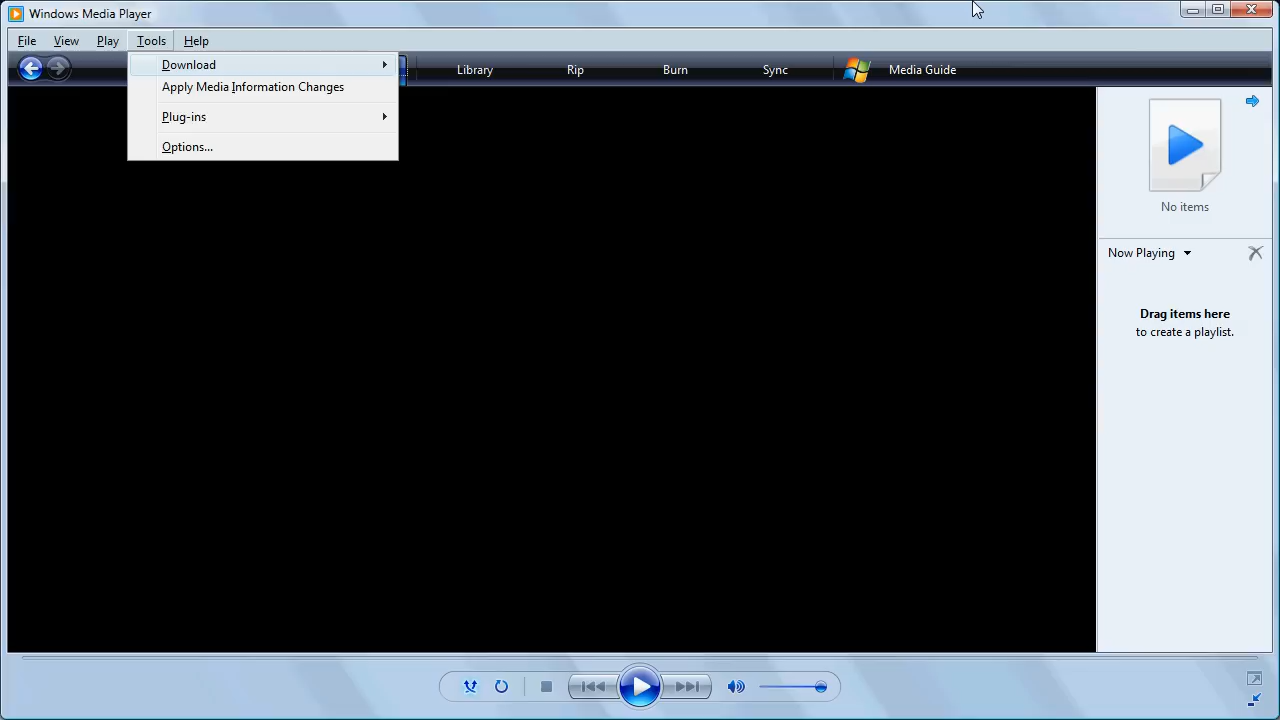 Windows Media Player
File View Play Tools Help
Download
Library Rip Burn Sync Media Guide
Apply Media Information Changes
Plug-ins
Options...
No items
Now Playing
Drag items here
to create a playlist.